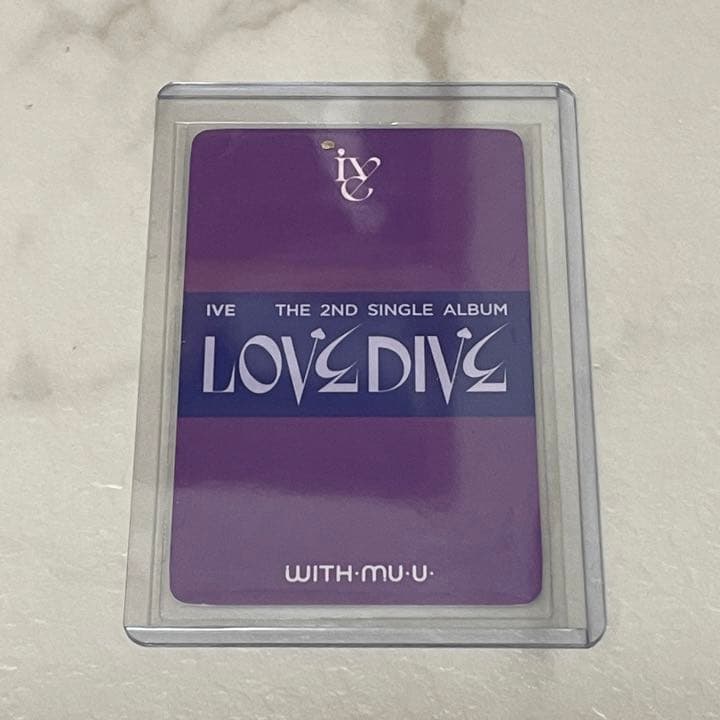 ive
IVE THE 2ND SINGLE ALBUM
LOVE DIVE
WITH·MU·U·